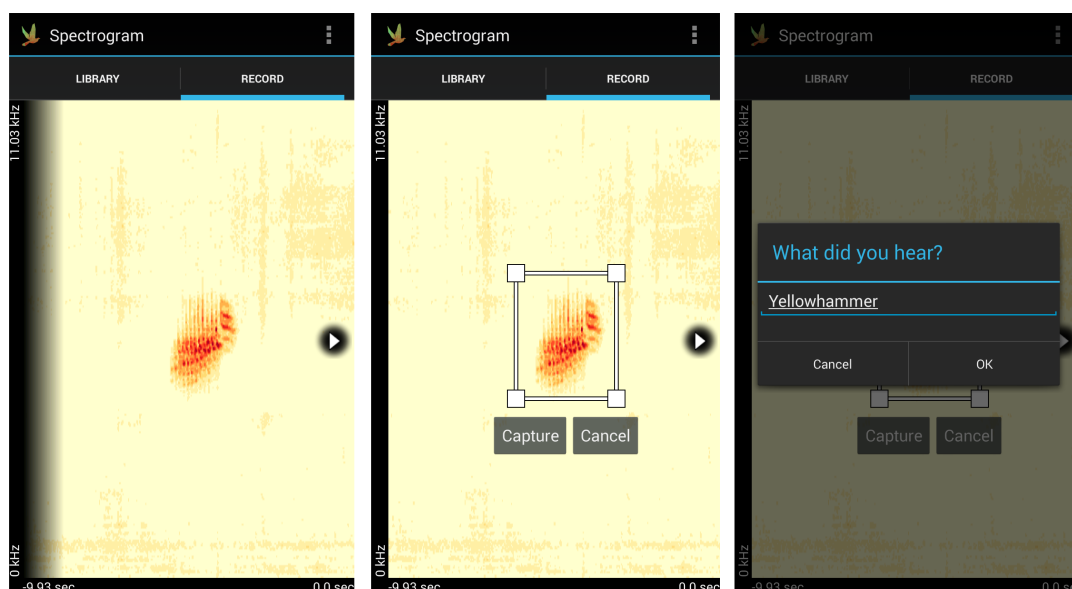 Spectrogram
LIBRARY RECORD
11.03 kHz
0 kHz
-9.93 sec 0.0 sec
Spectrogram
LIBRARY RECORD
11.03 kHz
Capture Cancel
0 kHz
-9.93 sec 0.0 sec
Spectrogram
LIBRARY RECORD
11.03 kHz
What did you hear?
Yellowhammer
Cancel OK
Capture Cancel
0 kHz
-9.93 sec 0.0 sec